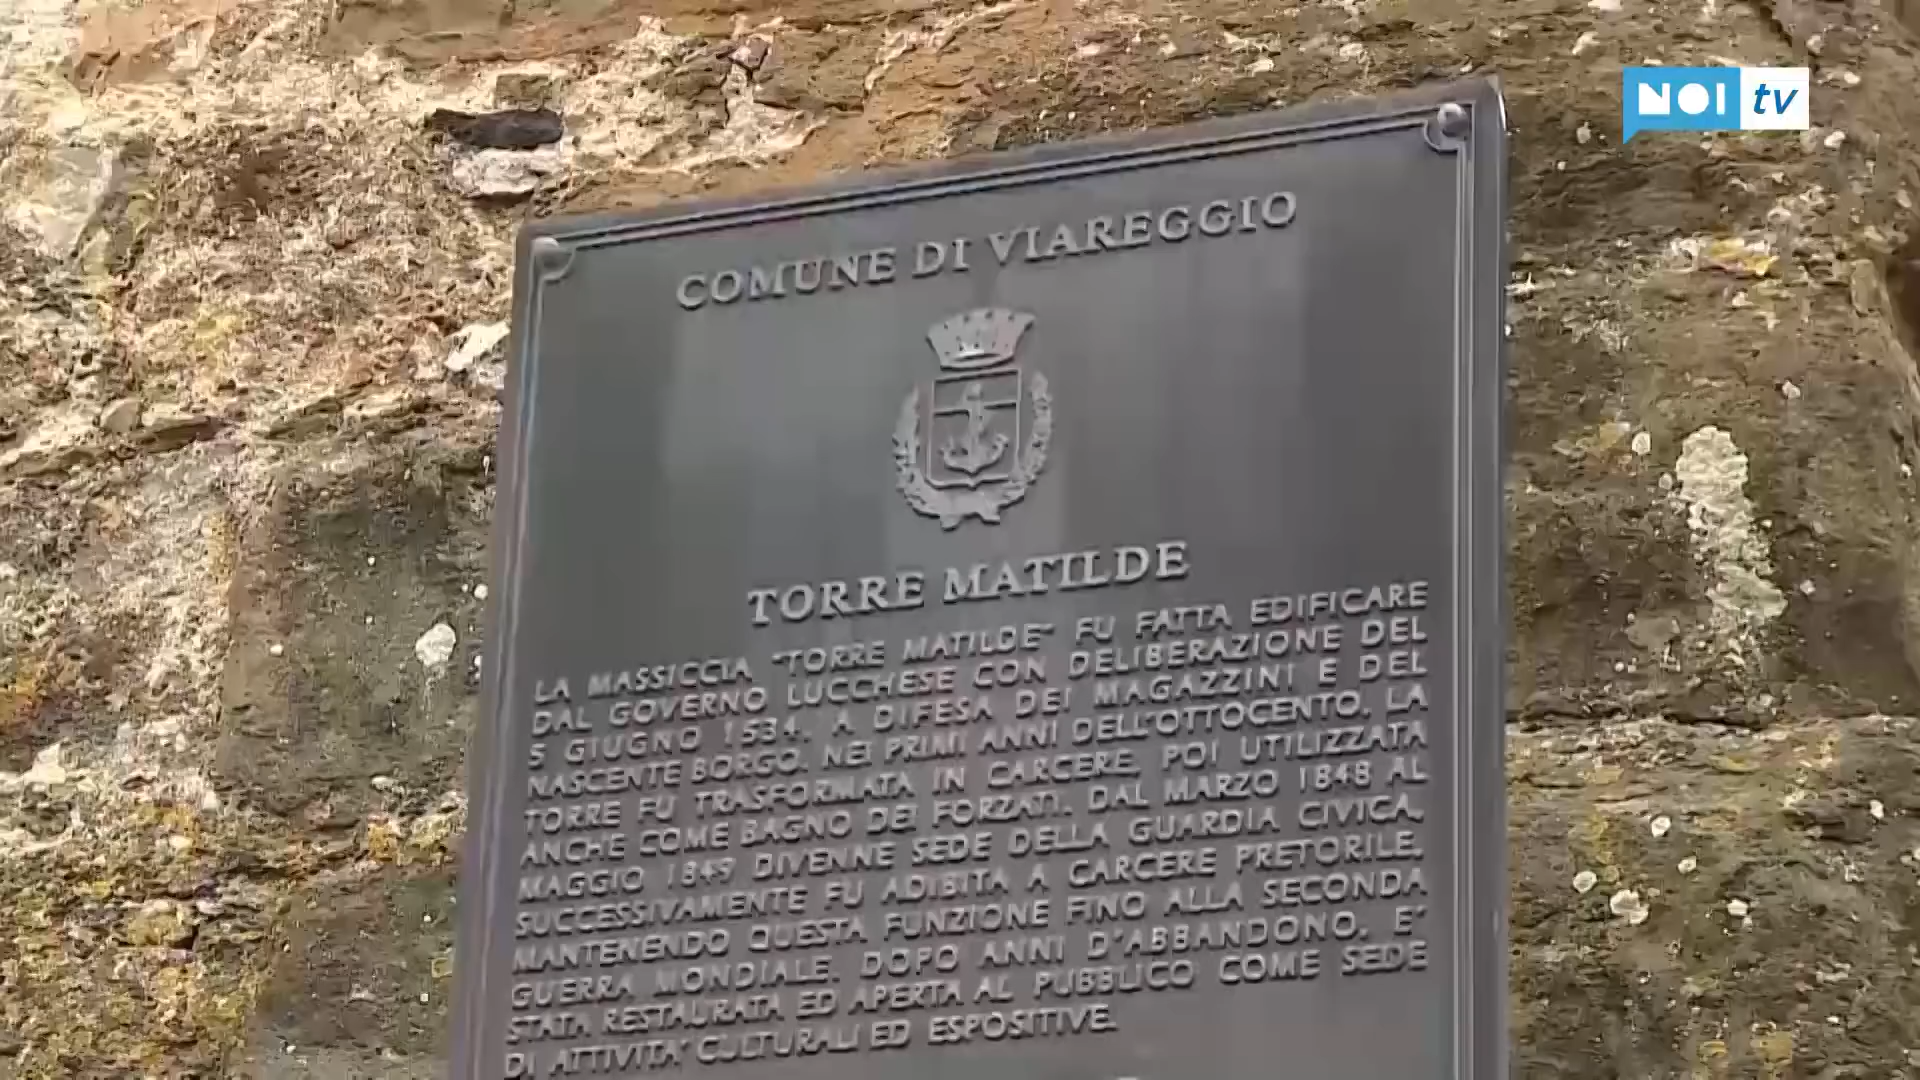 NOI tv
COMUNE DI VIAREGGIO
TORRE MATILDE
LA MASSICCIA "TORRE MATILDE" FU FATTA EDIFICARE
DAL GOVERNO LUCCHESE CON DELIBERAZIONE DEL
5 GIUGNO 1534, A DIFESA DEI MAGAZZINI E DEL
NASCENTE BORGO. NEI PRIMI ANNI DELL'OTTOCENTO, LA
TORRE FU TRASFORMATA IN CARCERE, POI UTILIZZATA
ANCHE COME BAGNO DEI FORZATI. DAL MARZO 1848 AL
MAGGIO 1849 DIVENNE SEDE DELLA GUARDIA CIVICA,
SUCCESSIVAMENTE FU ADIBITA A CARCERE PRETORILE,
MANTENENDO QUESTA FUNZIONE FINO ALLA SECONDA
GUERRA MONDIALE. DOPO ANNI D'ABBANDONO, E'
STATA RESTAURATA ED APERTA AL PUBBLICO COME SEDE
DI ATTIVITA' CULTURALI ED ESPOSITIVE.